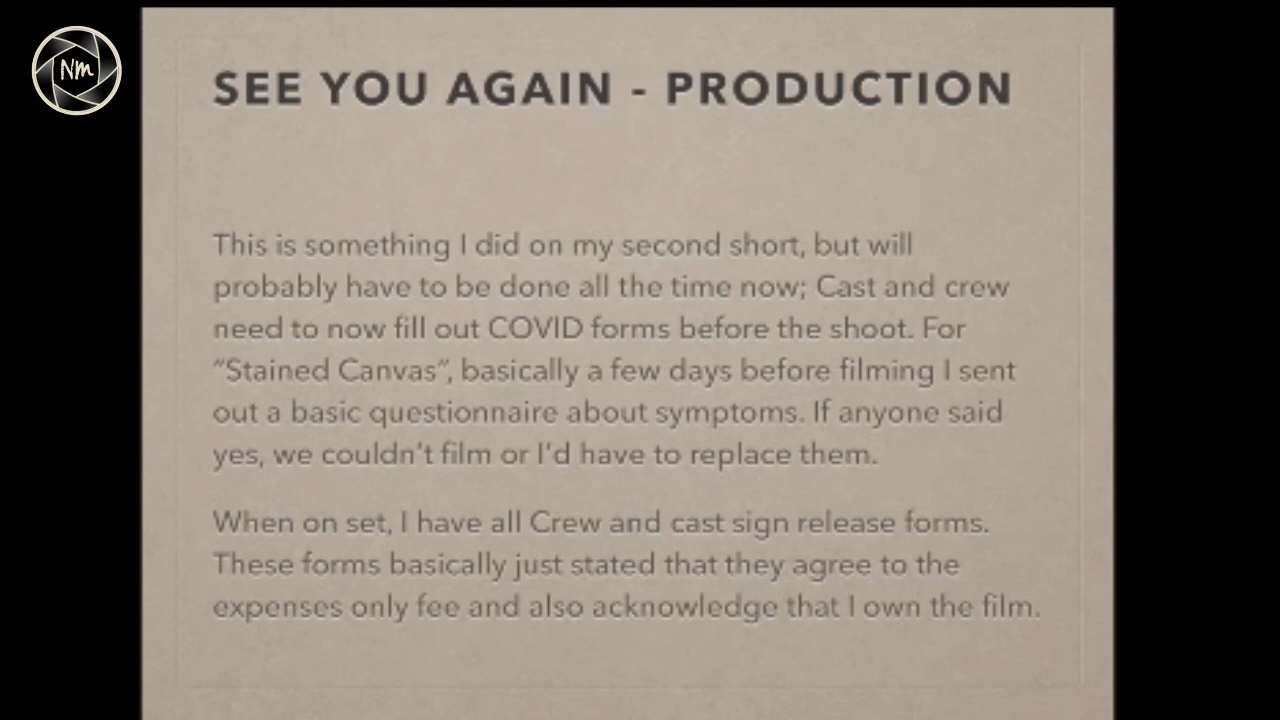 Nm
SEE YOU AGAIN - PRODUCTION
This is something I did on my second short, but will
probably have to be done all the time now; Cast and crew
need to now fill out COVID forms before the shoot. For
“Stained Canvas”, basically a few days before filming I sent
out a basic questionnaire about symptoms. If anyone said
yes, we couldn’t film or I’d have to replace them.
When on set, I have all Crew and cast sign release forms.
These forms basically just stated that they agree to the
expenses only fee and also acknowledge that I own the film.